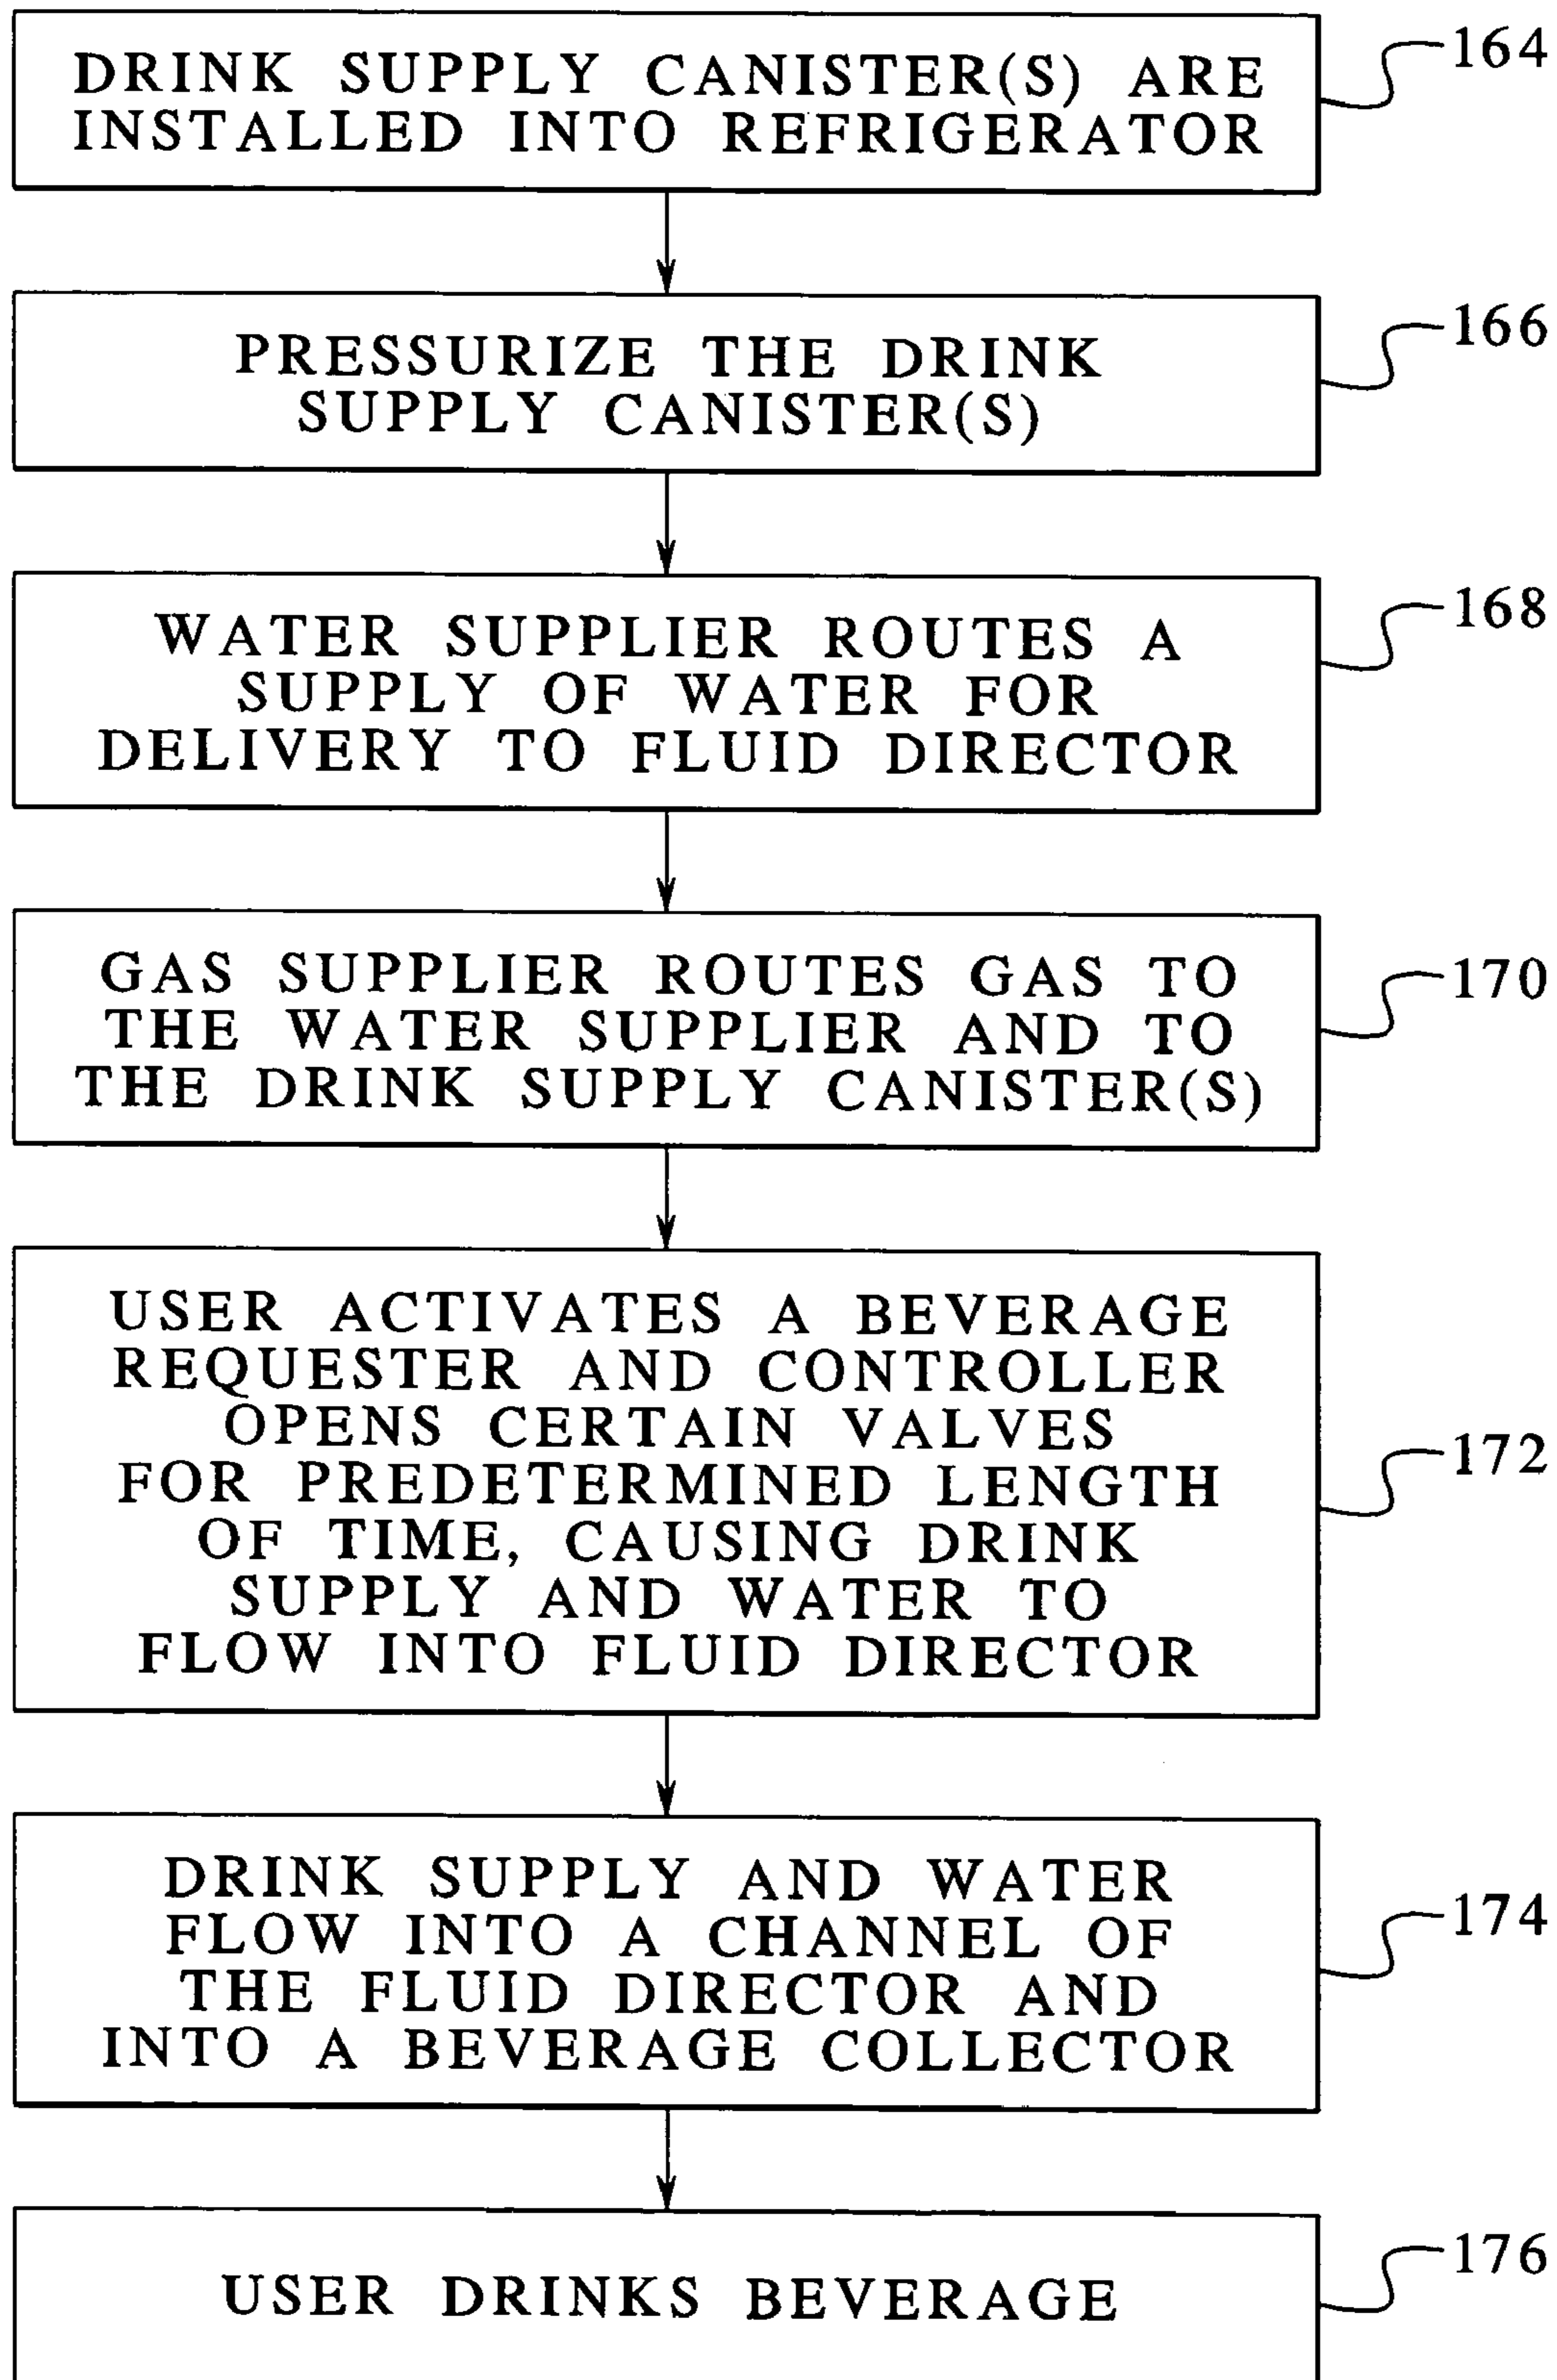 DRINK SUPPLY CANISTER(S) ARE
INSTALLED INTO REFRIGERATOR
164
PRESSURIZE THE DRINK
SUPPLY CANISTER(S)
166
WATER SUPPLIER ROUTES A
SUPPLY OF WATER FOR
DELIVERY TO FLUID DIRECTOR
168
GAS SUPPLIER ROUTES GAS TO
THE WATER SUPPLIER AND TO
THE DRINK SUPPLY CANISTER(S)
170
USER ACTIVATES A BEVERAGE
REQUESTER AND CONTROLLER
OPENS CERTAIN VALVES
FOR PREDETERMINED LENGTH
OF TIME, CAUSING DRINK
SUPPLY AND WATER TO
FLOW INTO FLUID DIRECTOR
172
DRINK SUPPLY AND WATER
FLOW INTO A CHANNEL OF
THE FLUID DIRECTOR AND
INTO A BEVERAGE COLLECTOR
174
USER DRINKS BEVERAGE
176